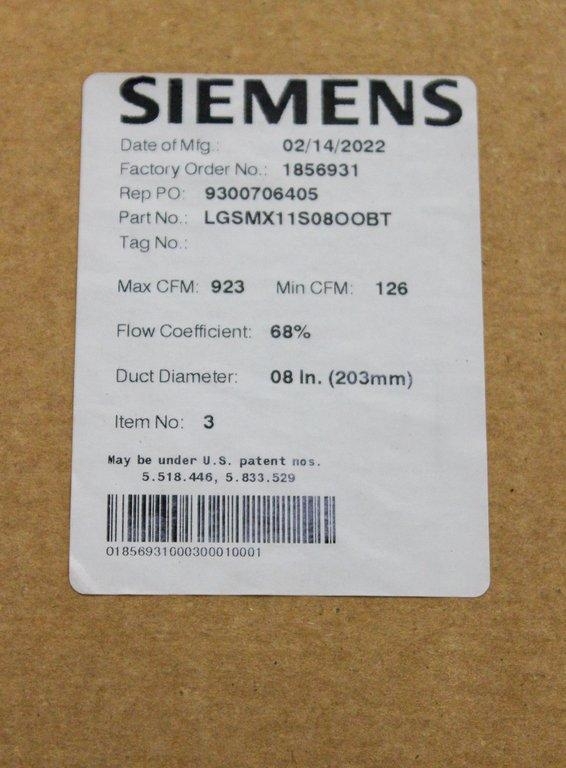 SIEMENS
Date of Mfg.: 02/14/2022
Factory Order No.: 1856931
Rep PO: 9300706405
Part No.: LGSMX11S08OOBT
Tag No.:
Max CFM: 923 Min CFM: 126
Flow Coefficient: 68%
Duct Diameter: 08 In. (203mm)
Item No: 3
May be under U.S. patent nos.
5.518.446, 5.833.529
01856931000300010001